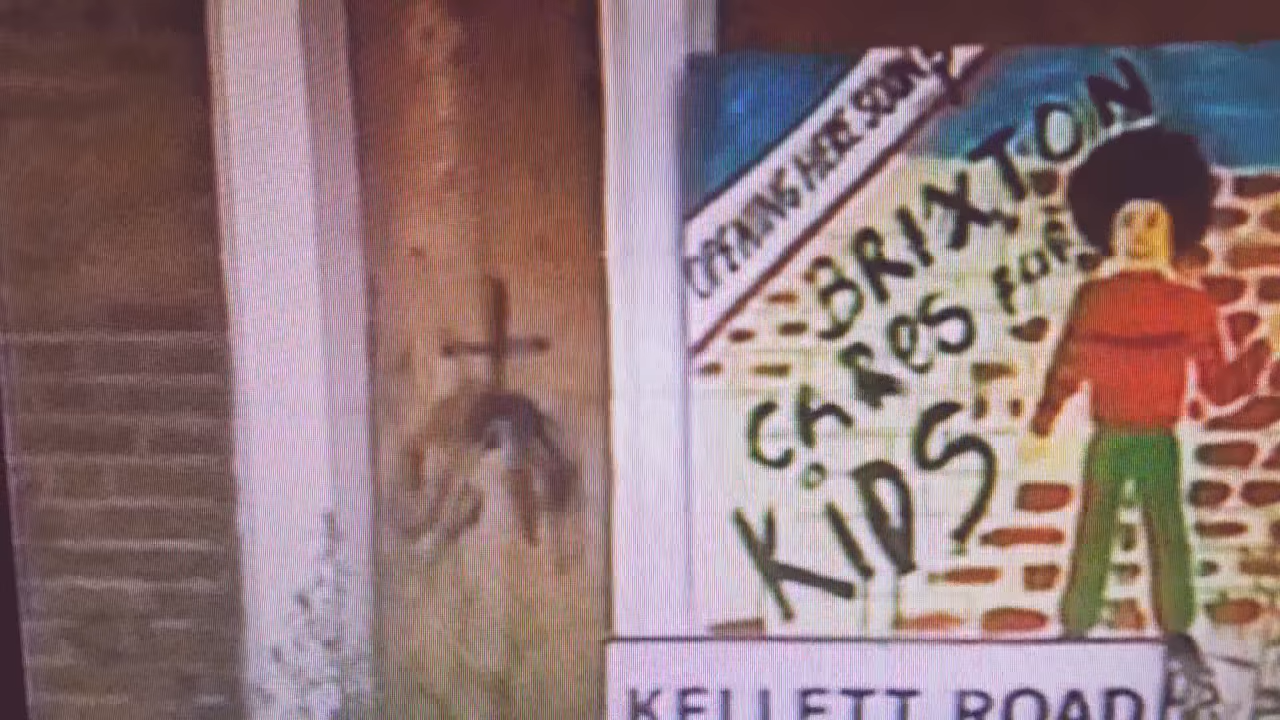 OPENING HERE SOON!
BRIXTON
CARES FOR
KIDS
KELLETT ROAD